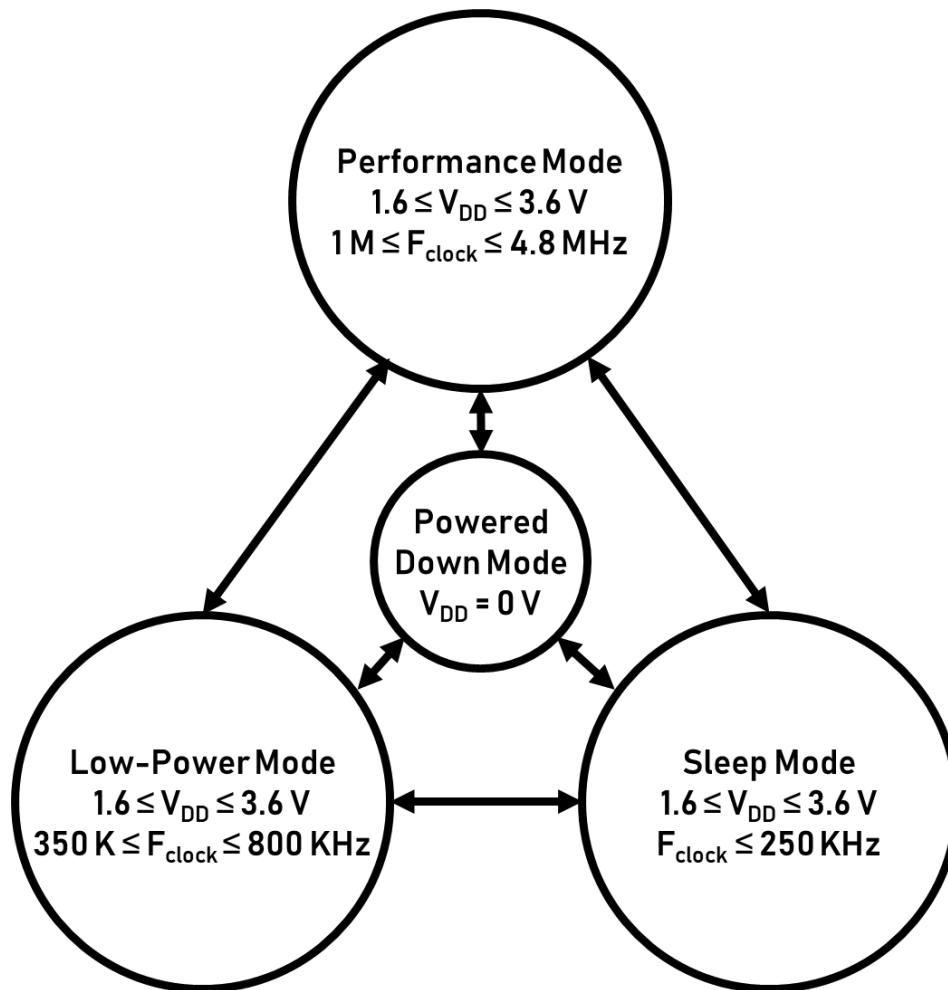 Performance Mode
1.6 ≤ V_DD ≤ 3.6 V
1 M ≤ F_clock ≤ 4.8 MHz
Powered
Down Mode
V_DD = 0 V
Low-Power Mode
1.6 ≤ V_DD ≤ 3.6 V
350 K ≤ F_clock ≤ 800 KHz
Sleep Mode
1.6 ≤ V_DD ≤ 3.6 V
F_clock ≤ 250 KHz